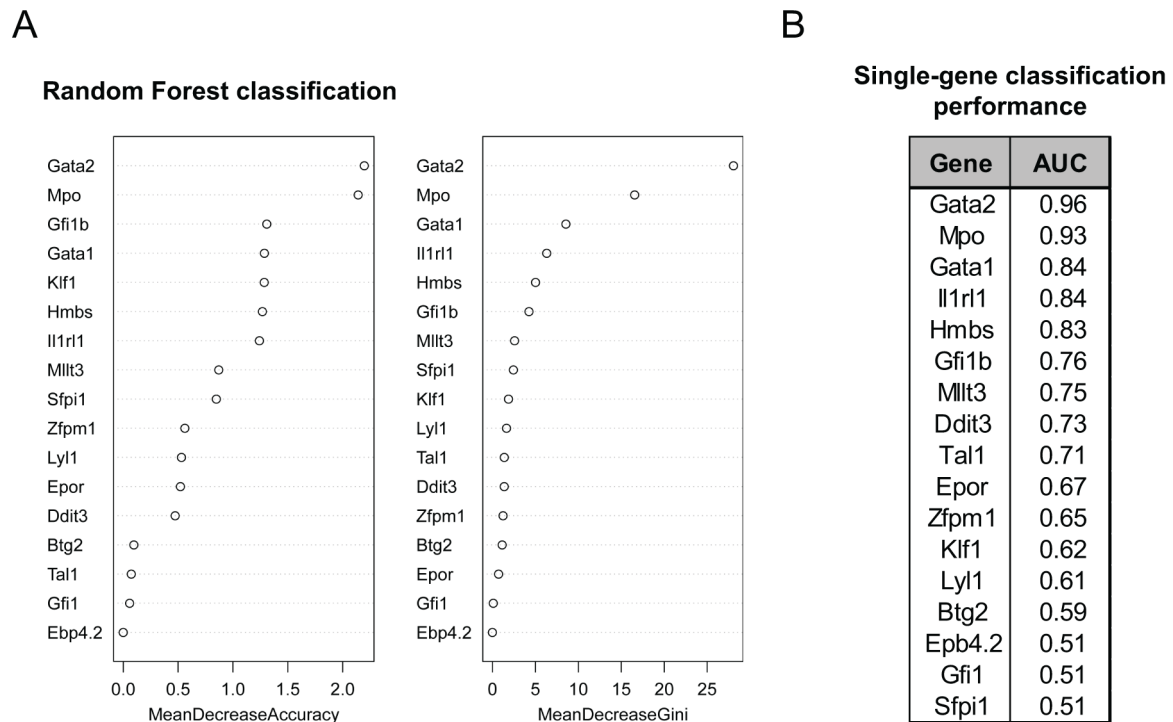 A
Random Forest classification
Gata2
Mpo
Gfi1b
Gata1
Klf1
Hmbs
Il1rl1
Mllt3
Sfpi1
Zfpm1
Lyl1
Epor
Ddit3
Btg2
Tal1
Gfi1
Ebp4.2
0.0 0.5 1.0 1.5 2.0
MeanDecreaseAccuracy
Gata2
Mpo
Gata1
Il1rl1
Hmbs
Gfi1b
Mllt3
Sfpi1
Klf1
Lyl1
Tal1
Ddit3
Zfpm1
Btg2
Epor
Gfi1
Ebp4.2
0 5 10 15 20 25
MeanDecreaseGini
B
Single-gene classification
performance
Gene AUC
Gata2 0.96
Mpo 0.93
Gata1 0.84
Il1rl1 0.84
Hmbs 0.83
Gfi1b 0.76
Mllt3 0.75
Ddit3 0.73
Tal1 0.71
Epor 0.67
Zfpm1 0.65
Klf1 0.62
Lyl1 0.61
Btg2 0.59
Epb4.2 0.51
Gfi1 0.51
Sfpi1 0.51